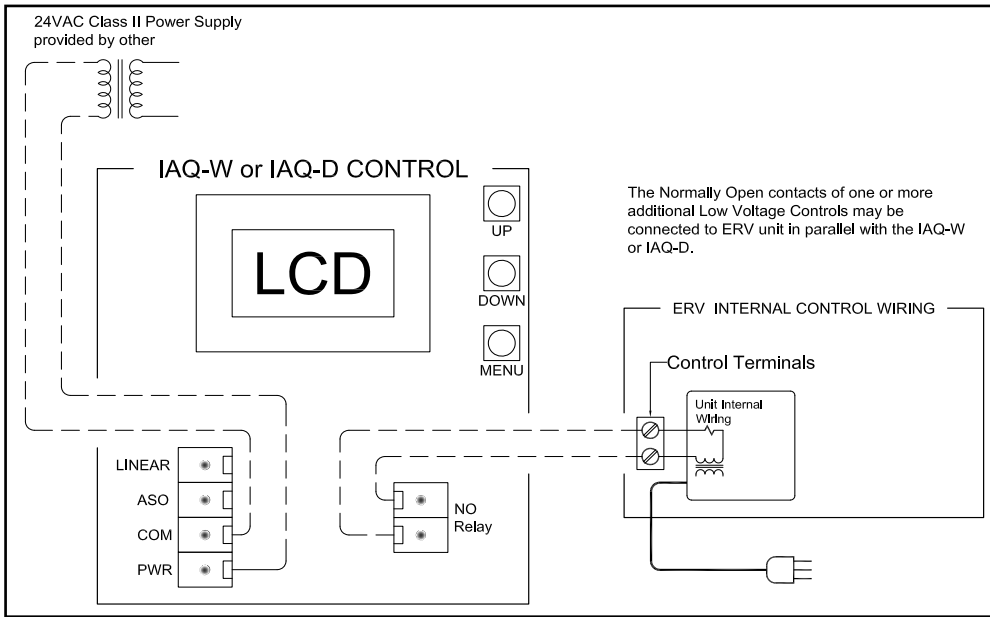 24VAC Class II Power Supply
provided by other
IAQ-W or IAQ-D CONTROL
LCD
UP
DOWN
MENU
The Normally Open contacts of one or more
additional Low Voltage Controls may be
connected to ERV unit in parallel with the IAQ-W
or IAQ-D.
ERV INTERNAL CONTROL WIRING
Control Terminals
Unit Internal
Wiring
LINEAR
ASO
COM
PWR
NO
Relay